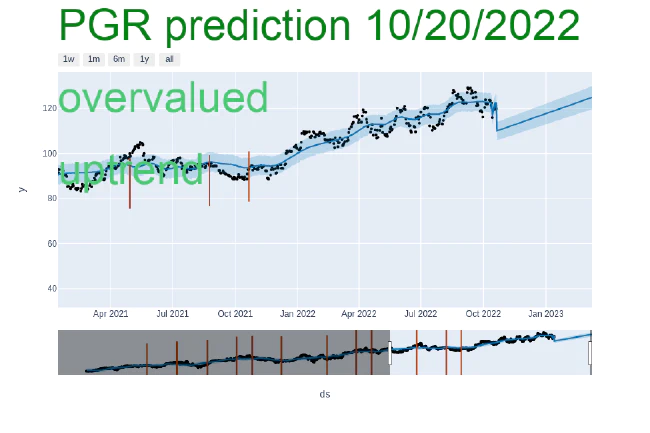 PGR prediction 10/20/2022
1w 1m 6m 1y all
overvalued
uptrend
120
100
80
60
40
y
Apr 2021 Jul 2021 Oct 2021 Jan 2022 Apr 2022 Jul 2022 Oct 2022 Jan 2023
ds